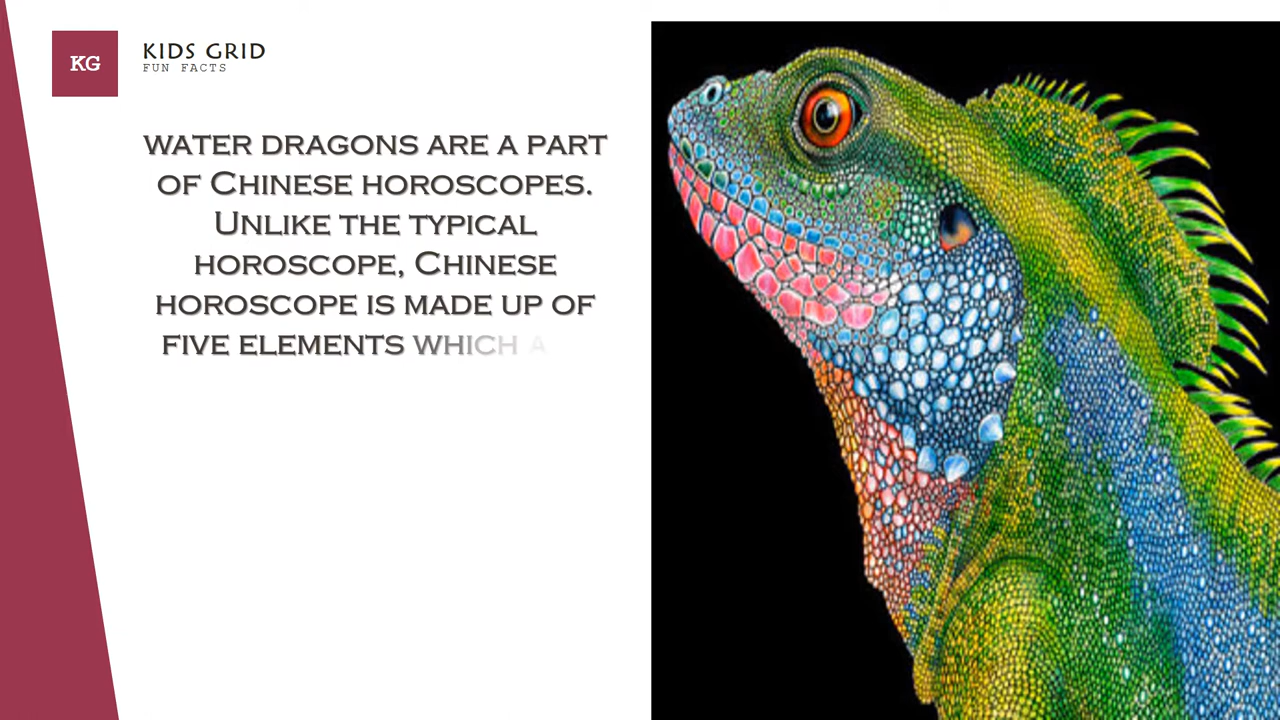 KG
KIDS GRID
FUN FACTS
WATER DRAGONS ARE A PART
OF CHINESE HOROSCOPES.
UNLIKE THE TYPICAL
HOROSCOPE, CHINESE
HOROSCOPE IS MADE UP OF
FIVE ELEMENTS WHICH A